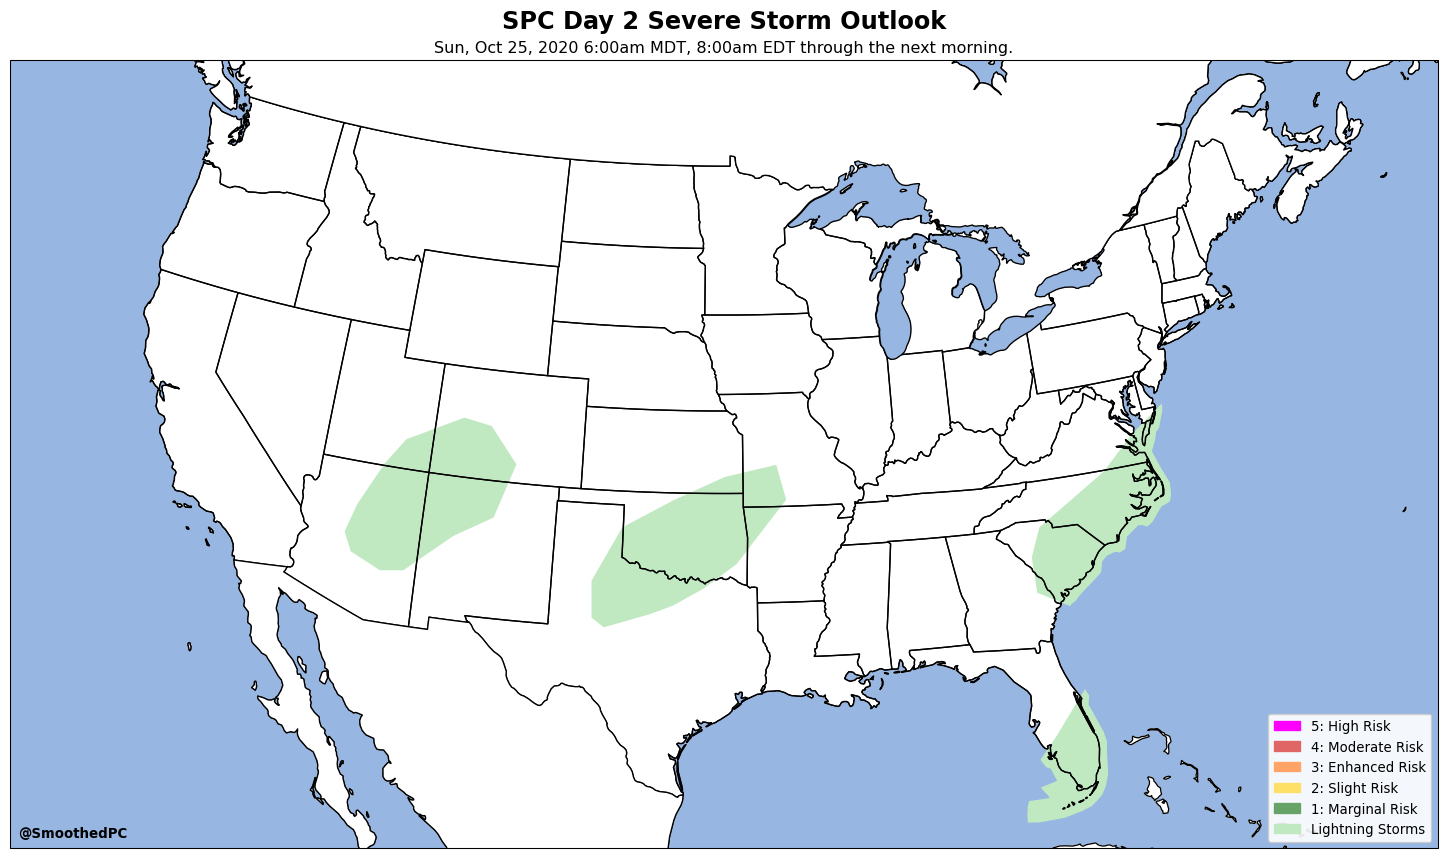 SPC Day 2 Severe Storm Outlook
Sun, Oct 25, 2020 6:00am MDT, 8:00am EDT through the next morning.
5: High Risk
4: Moderate Risk
3: Enhanced Risk
2: Slight Risk
1: Marginal Risk
Lightning Storms
@SmoothedPC